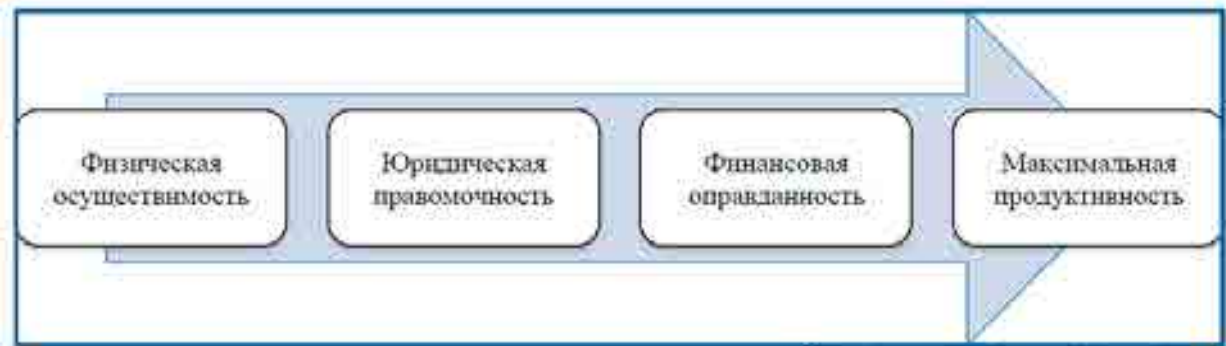 Физическая
осуществимость
Юридическая
правомочность
Финансовая
оправданность
Максимальная
продуктивность